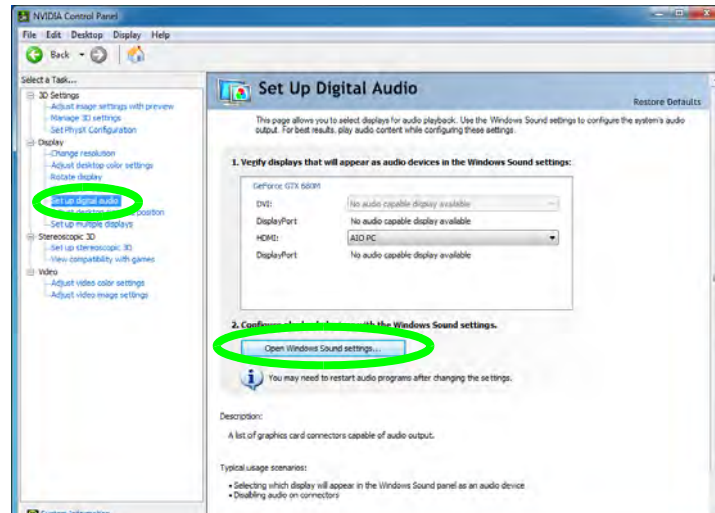 NVIDIA Control Panel
File Edit Desktop Display Help
Back
Select a Task...
3D Settings
Adjust image settings with preview
Manage 3D settings
Set PhysX Configuration
Display
Change resolution
Adjust desktop color settings
Rotate display
Set up digital audio
position
Set up multiple displays
Stereoscopic 3D
Set up stereoscopic 3D
View compatibility with games
Video
Adjust video color settings
Adjust video image settings
Set Up Digital Audio
Restore Defaults
This page allows you to select displays for audio playback. Use the Windows Sound settings to configure the system's audio
output. For best results, play audio content while configuring these settings.
1. Verify displays that will appear as audio devices in the Windows Sound settings:
GeForce GTX 680M
DVI: No audio capable display available
DisplayPort No audio capable display available
HDMI: AIO PC
DisplayPort No audio capable display available
2. with the Windows Sound settings.
Open Windows Sound settings...
You may need to restart audio programs after changing the settings.
Description:
A list of graphics card connectors capable of audio output.
Typical usage scenarios:
• Selecting which display will appear in the Windows Sound panel as an audio device
• Disabling audio on connectors